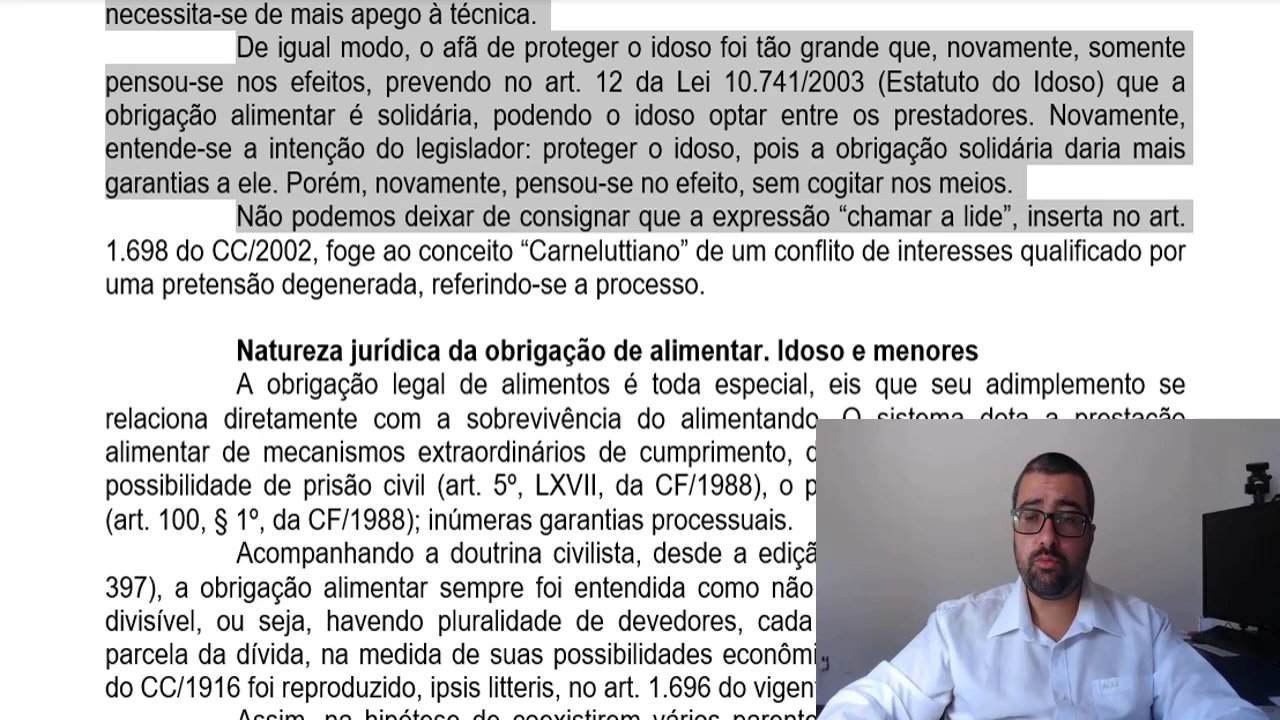 necessita-se de mais apego à técnica.
De igual modo, o afã de proteger o idoso foi tão grande que, novamente, somente
pensou-se nos efeitos, prevendo no art. 12 da Lei 10.741/2003 (Estatuto do Idoso) que a
obrigação alimentar é solidária, podendo o idoso optar entre os prestadores. Novamente,
entende-se a intenção do legislador: proteger o idoso, pois a obrigação solidária daria mais
garantias a ele. Porém, novamente, pensou-se no efeito, sem cogitar nos meios.
Não podemos deixar de consignar que a expressão “chamar a lide”, inserta no art.
1.698 do CC/2002, foge ao conceito “Carneluttiano” de um conflito de interesses qualificado por
uma pretensão degenerada, referindo-se a processo.
Natureza jurídica da obrigação de alimentar. Idoso e menores
A obrigação legal de alimentos é toda especial, eis que seu adimplemento se
relaciona diretamente com a sobrevivência do alimentando. O sistema dota a prestação
alimentar de mecanismos extraordinários de cumprimento,
possibilidade de prisão civil (art. 5º, LXVII, da CF/1988), o
(art. 100, § 1º, da CF/1988); inúmeras garantias processuais.
Acompanhando a doutrina civilista, desde a
397), a obrigação alimentar sempre foi entendida como não
divisível, ou seja, havendo pluralidade de devedores, cada
parcela da dívida, na medida de suas possibilidades
do CC/1916 foi reproduzido, ipsis litteris, no art. 1.696 do
Assim, na hipótese de coexistirem vários